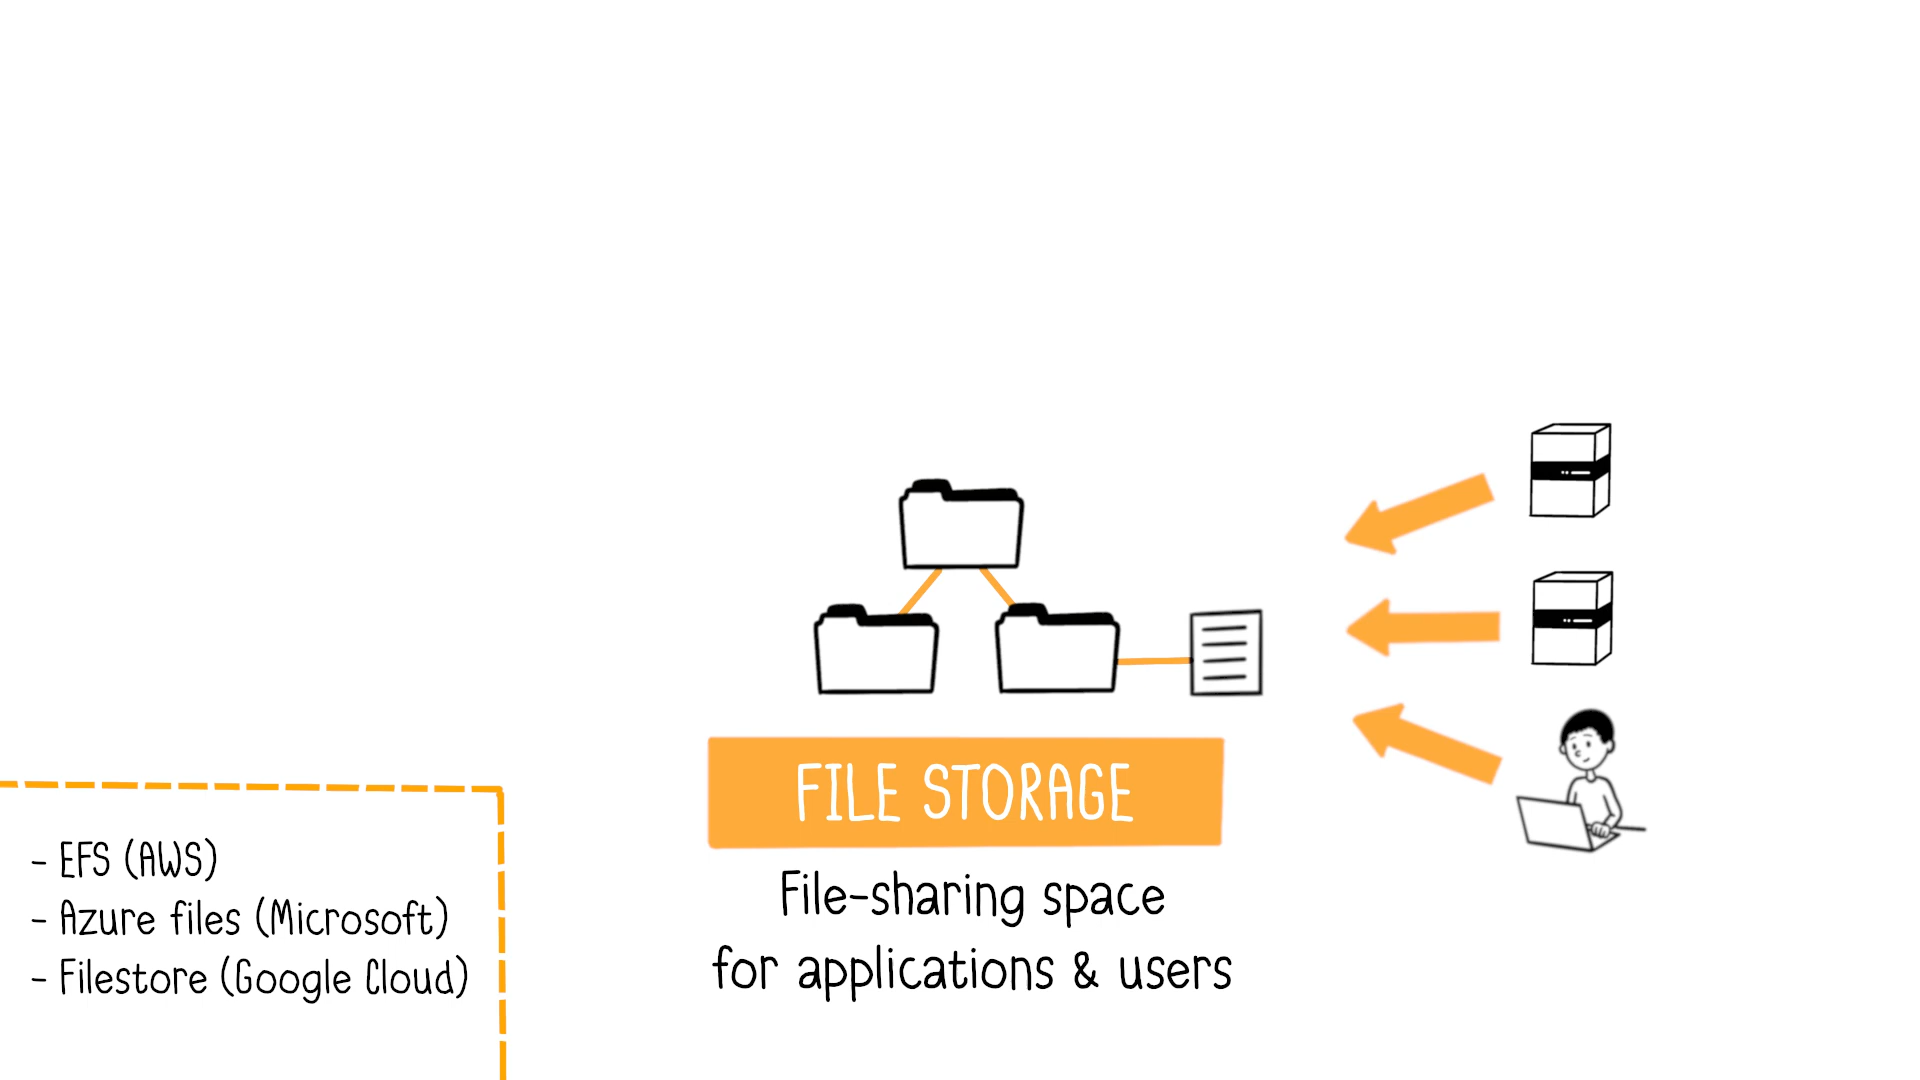 FILE STORAGE
File-sharing space
for applications & users
- EFS (AWS)
- Azure files (Microsoft)
- Filestore (Google Cloud)